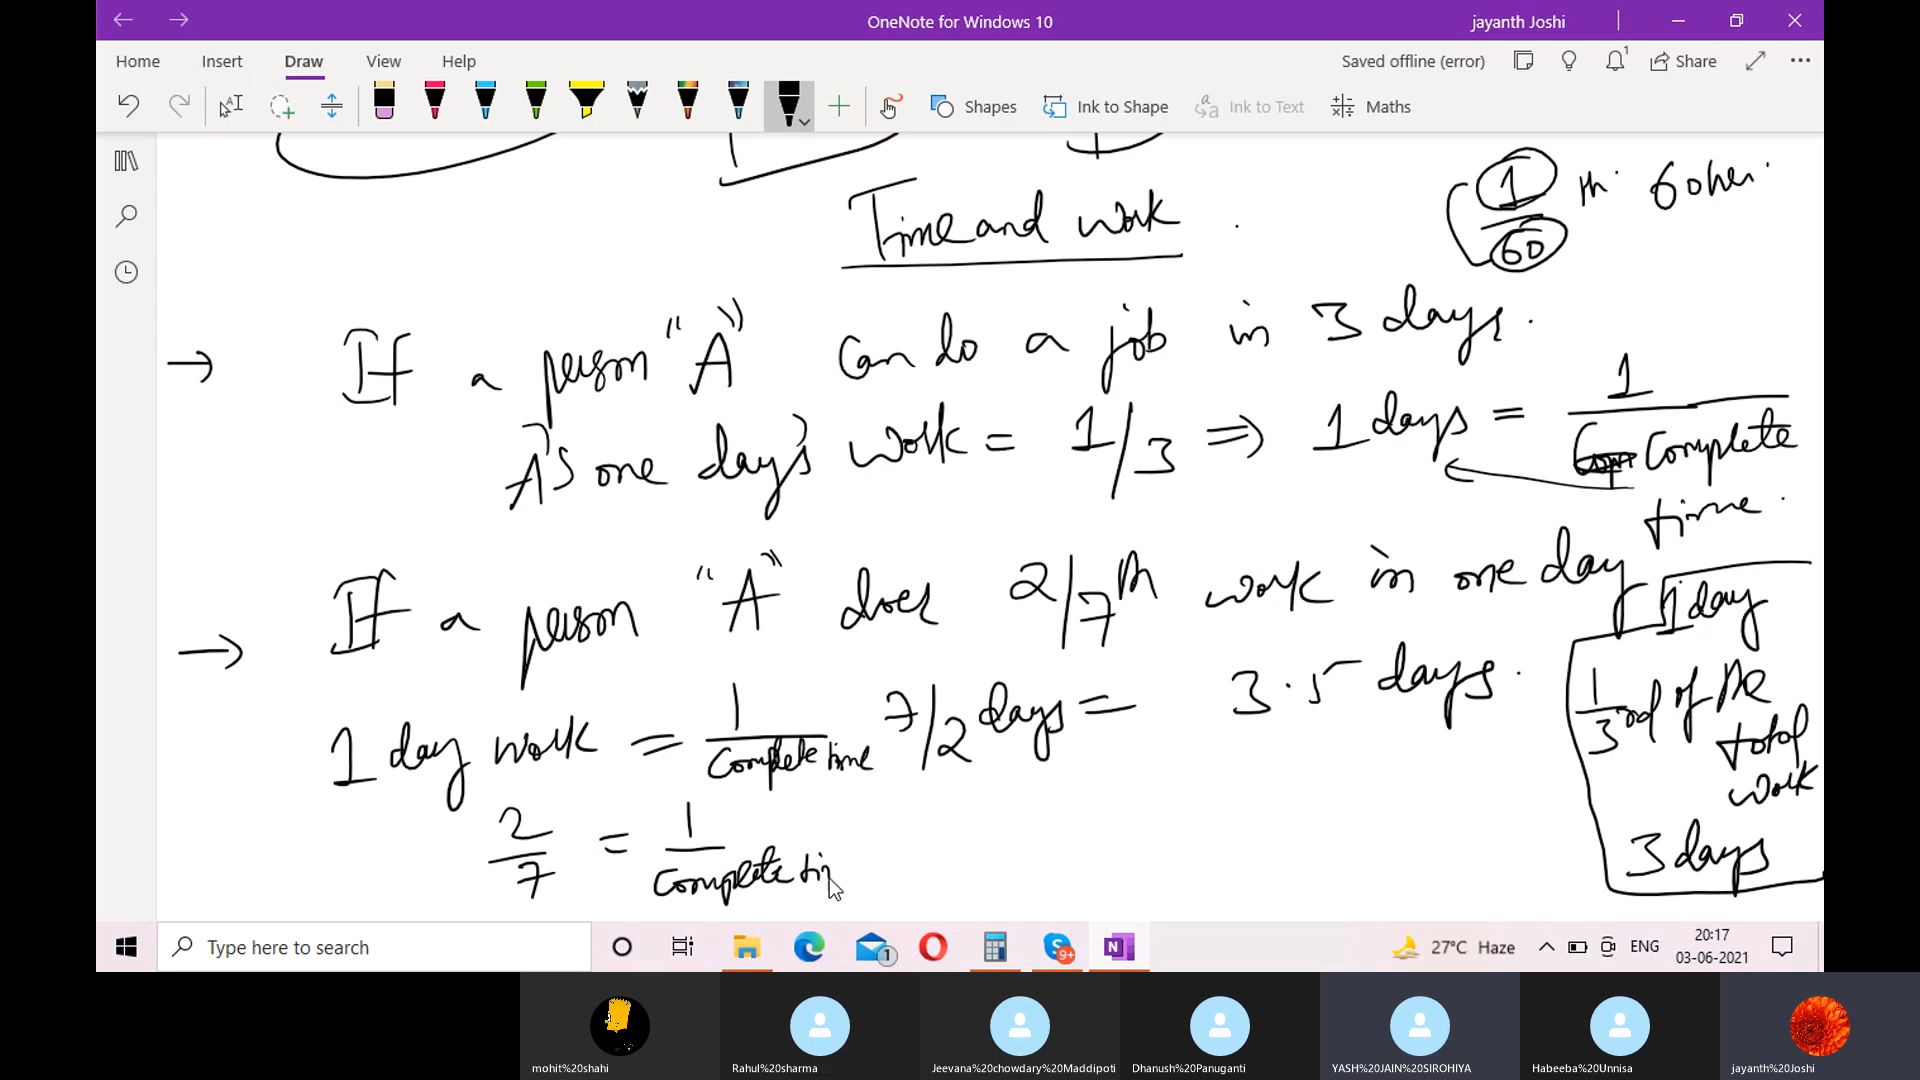 OneNote for Windows 10
jayanth Joshi
Home Insert Draw View Help
Saved offline (error) Share
Shapes Ink to Shape Ink to Text Maths
Time and work
1/60 th.
If a person "A" can do a job in 3 days.
A's one day's work = 1/3 => 1 days = 1/Complete time.
If a person "A" does 2/7th work in one day
1 day work = 1/Complete time 7/2 days = 3.5 days.
2/7 = 1/Complete ti
1 day
1/3 rd of the
total
work
3 days
Type here to search
1
9+
27°C Haze
ENG
20:17
03-06-2021
mohit%20shahi
Rahul%20sharma
Jeevana%20chowdary%20Maddipoti
Dhanush%20Panuganti
YASH%20JAIN%20SIROHIYA
Habeeba%20Unnisa
jayanth%20Joshi